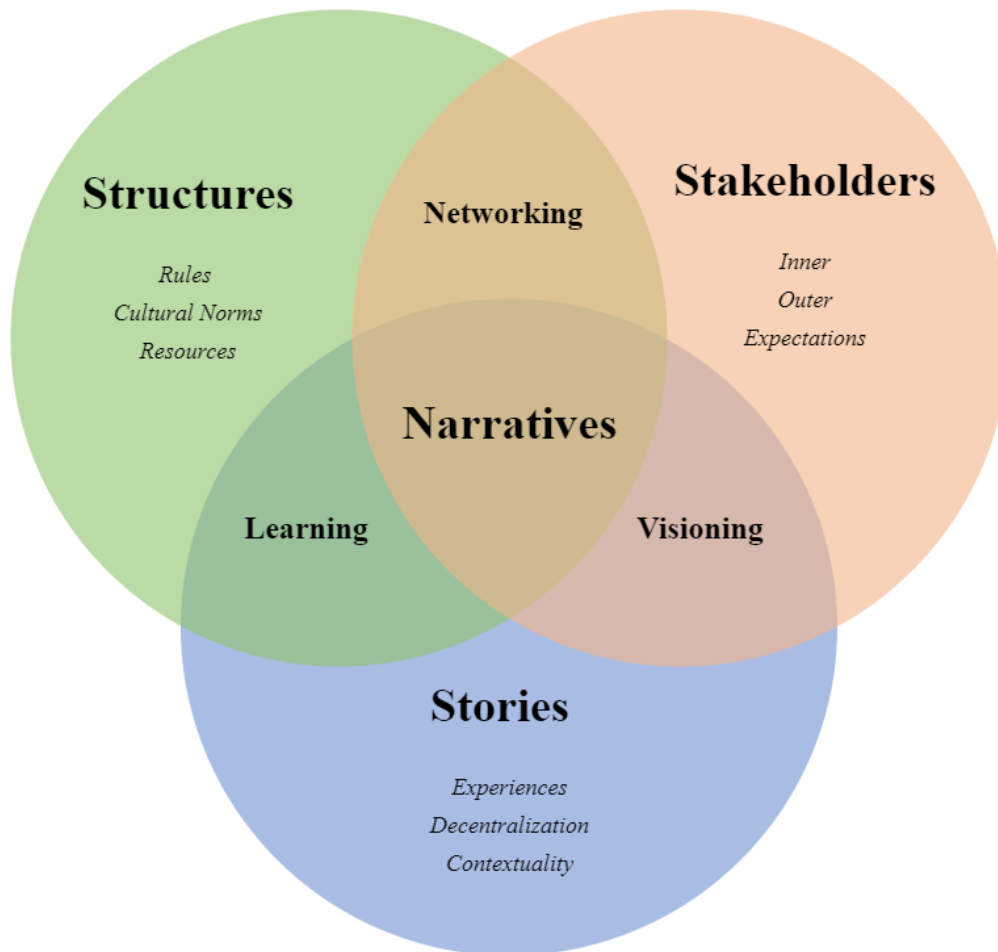 Structures
Rules
Cultural Norms
Resources
Networking
Stakeholders
Inner
Outer
Expectations
Narratives
Learning
Visioning
Stories
Experiences
Decentralization
Contextuality